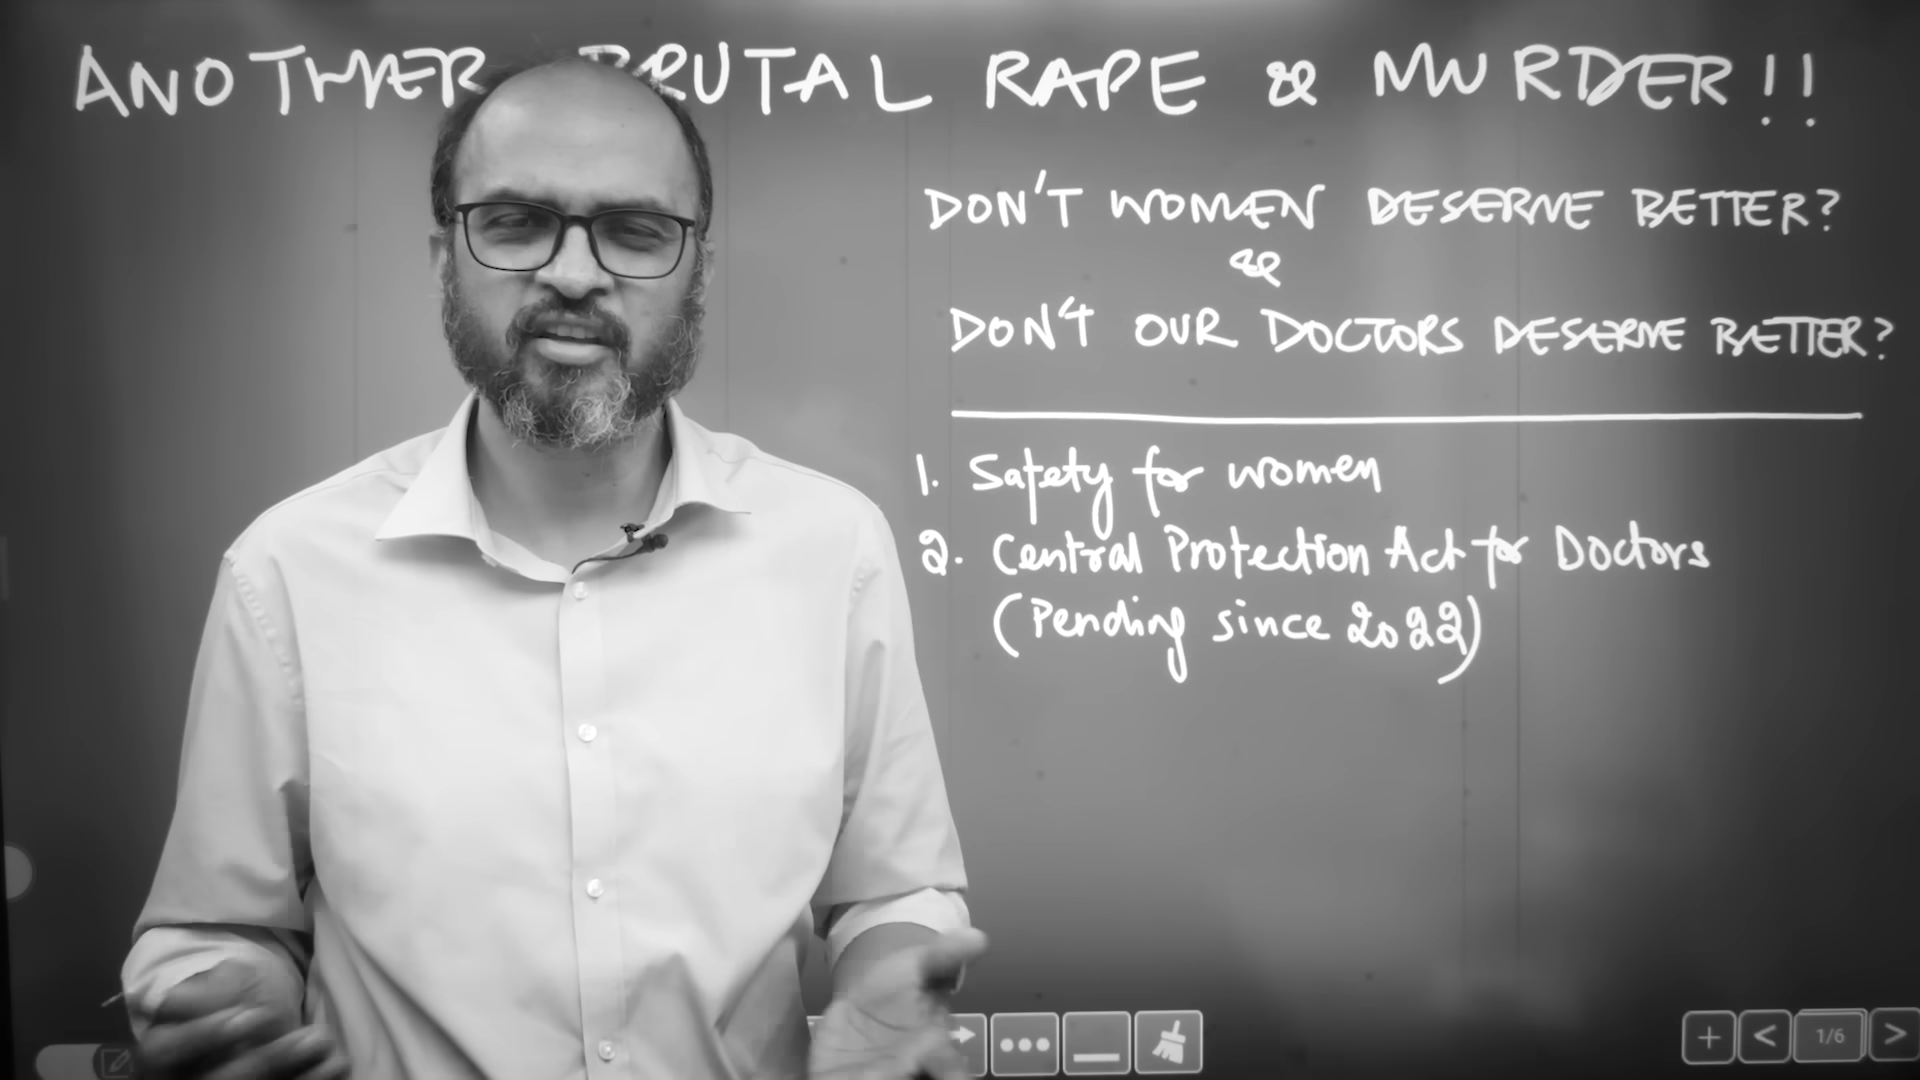 ANOTHER BRUTAL RAPE & MURDER!!
DON'T WOMEN DESERVE BETTER?
&
DON'T OUR DOCTORS DESERVE BETTER?
1. Safety for women
2. Central Protection Act for Doctors
(Pending since 2022)
1/6